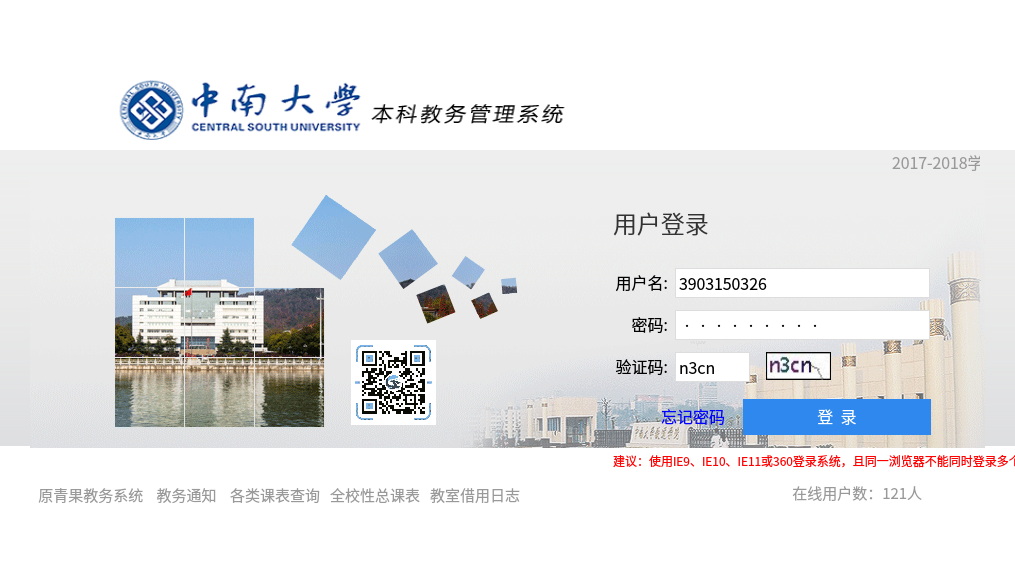 中南大學
CENTRAL SOUTH UNIVERSITY
本科教务管理系统
2017-2018学
用户登录
用户名: 3903150326
密码: ·········
验证码: n3cn n3cn
忘记密码 登 录
建议：使用IE9、IE10、IE11或360登录系统，且同一浏览器不能同时登录多个
原青果教务系统 教务通知 各类课表查询 全校性总课表 教室借用日志
在线用户数：121人